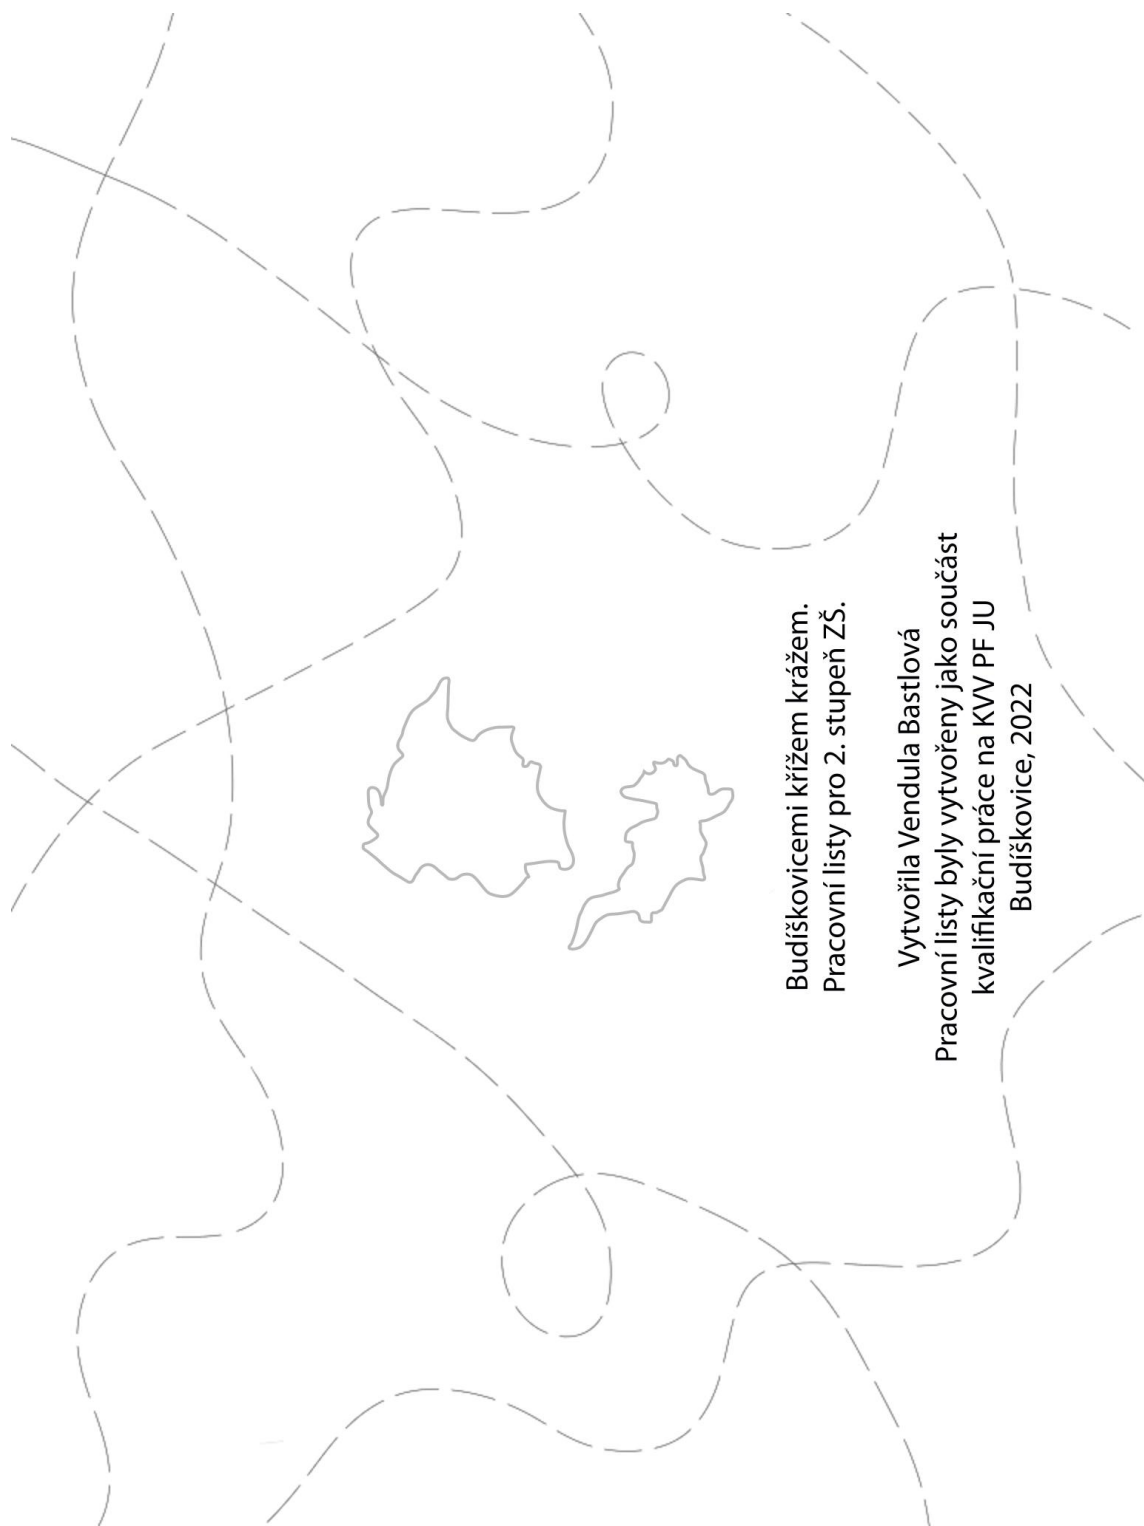 Budíškovicemi křížem krážem.
Pracovní listy pro 2. stupeň ZŠ.
Vytvořila Vendula Bastlová
Pracovní listy byly vytvořeny jako součást
kvalifikační práce na KVV PF JU
Budíškovice, 2022